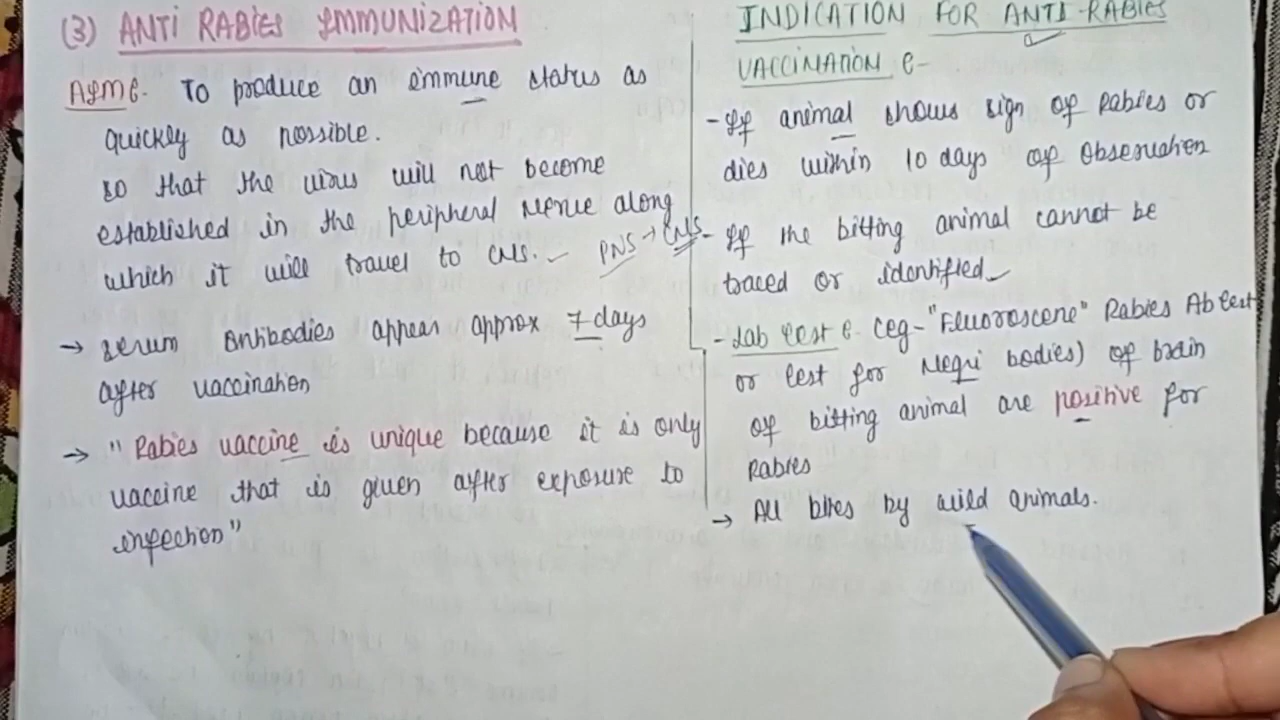 (3) ANTI RABIES IMMUNIZATION
AIM:- To produce an immune status as
quickly as possible.
so that the virus will not become
established in the peripheral nerve along
which it will travel to CNS. - PNS → CNS
→ serum Antibodies appear approx 7 days
after vaccination
→ "Rabies vaccine is unique because it is only
vaccine that is given after exposure to
infection"
INDICATION FOR ANTI-RABIES
VACCINATION :-
- If animal shows sign of Rabies or
dies within 10 days of observation
- If the bitting animal cannot be
traced or identified
- Lab test :- (eg - "Fluorescene" Rabies Ab test
or test for Negri bodies) of brain
of bitting animal are positive for
Rabies
→ All bites by wild animals.